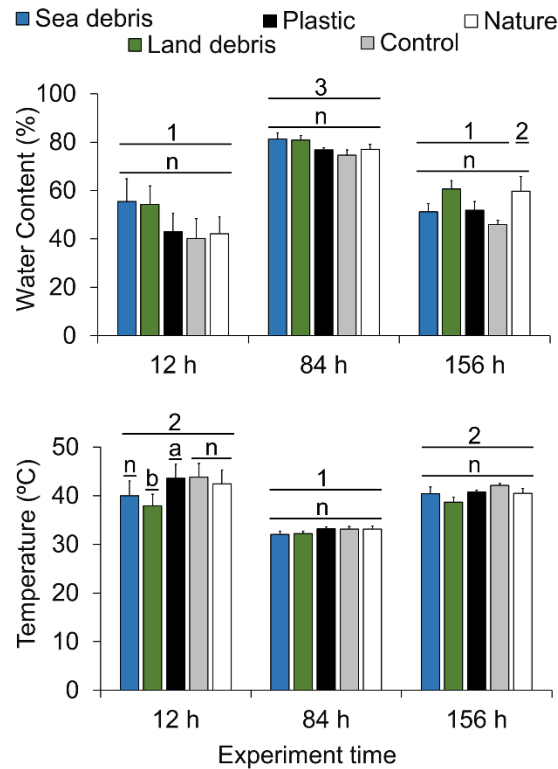 Sea debris Plastic Nature
Land debris Control
Water Content (%)
100
80
60
40
20
0
1
n
3
n
1 2
n
12 h 84 h 156 h
Temperature (ºC)
50
40
30
20
10
0
2
n b a n
1
n
2
n
12 h 84 h 156 h
Experiment time